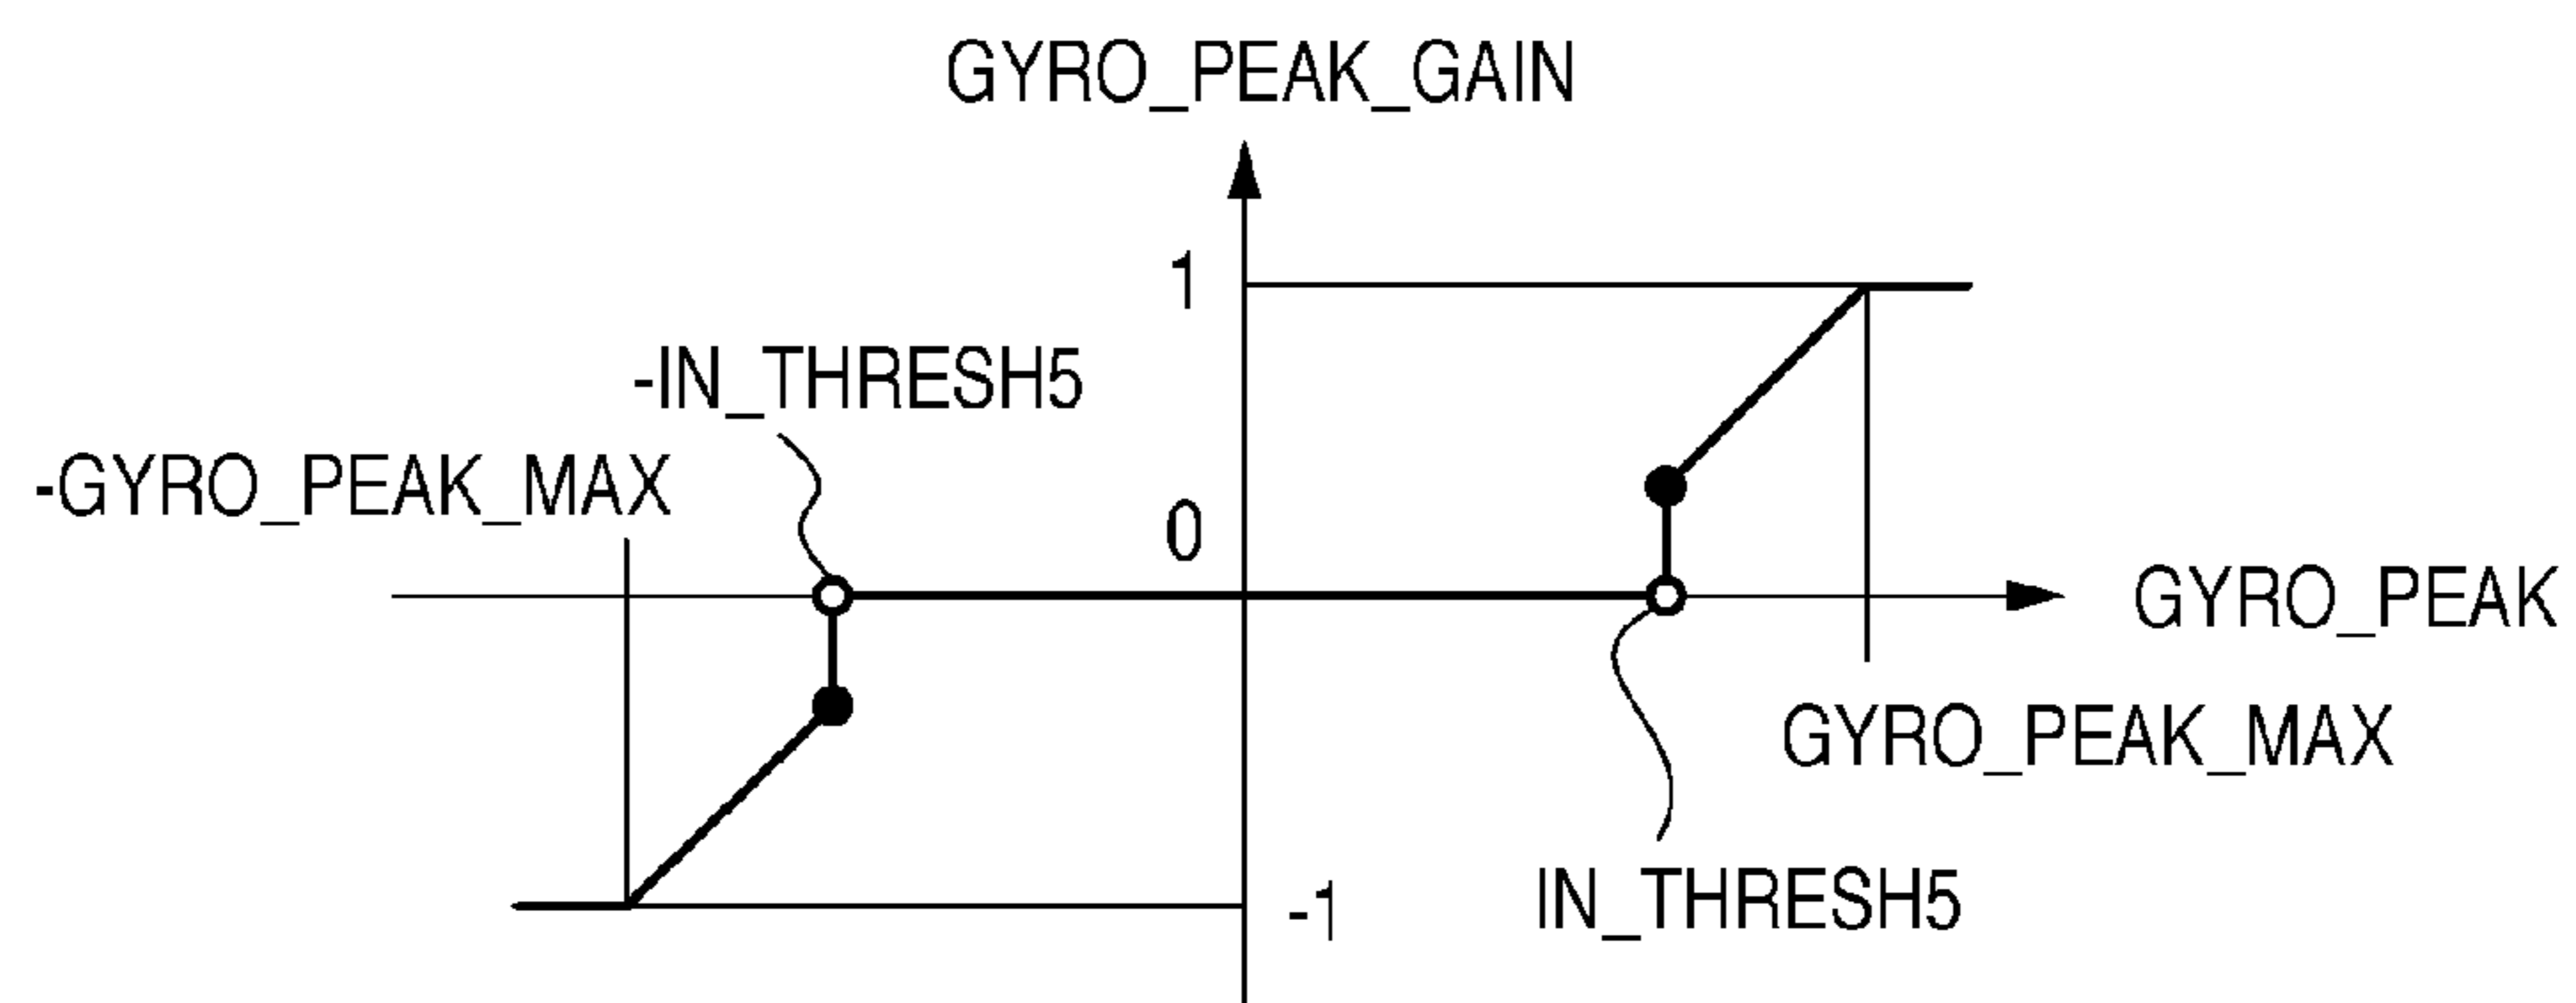 GYRO_PEAK_GAIN
1
-IN_THRESH5
-GYRO_PEAK_MAX
0
GYRO_PEAK
GYRO_PEAK_MAX
IN_THRESH5
-1